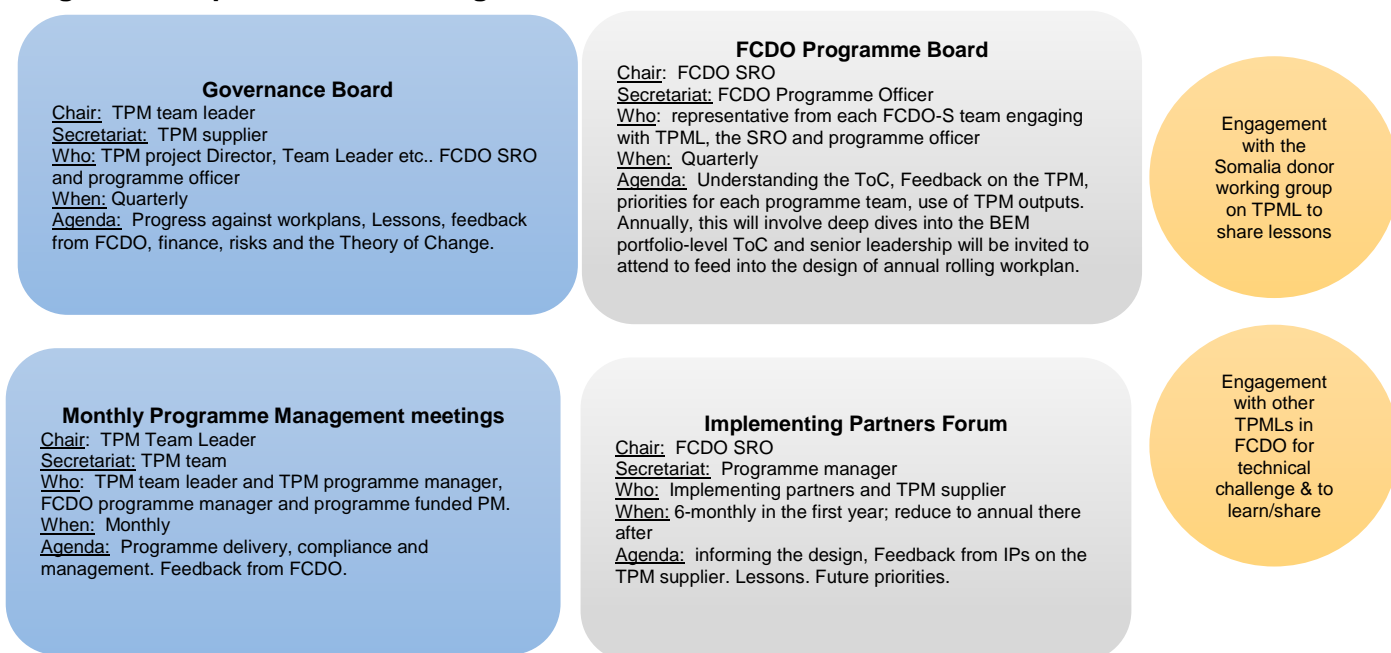 Governance Board
Chair: TPM team leader
Secretariat: TPM supplier
Who: TPM project Director, Team Leader etc.. FCDO SRO
and programme officer
When: Quarterly
Agenda: Progress against workplans, Lessons, feedback
from FCDO, finance, risks and the Theory of Change.
FCDO Programme Board
Chair: FCDO SRO
Secretariat: FCDO Programme Officer
Who: representative from each FCDO-S team engaging
with TPML, the SRO and programme officer
When: Quarterly
Agenda: Understanding the ToC, Feedback on the TPM,
priorities for each programme team, use of TPM outputs.
Annually, this will involve deep dives into the BEM
portfolio-level ToC and senior leadership will be invited to
attend to feed into the design of annual rolling workplan.
Engagement
with the
Somalia donor
working group
on TPML to
share lessons
Monthly Programme Management meetings
Chair: TPM Team Leader
Secretariat: TPM team
Who: TPM team leader and TPM programme manager,
FCDO programme manager and programme funded PM.
When: Monthly
Agenda: Programme delivery, compliance and
management. Feedback from FCDO.
Implementing Partners Forum
Chair: FCDO SRO
Secretariat: Programme manager
Who: Implementing partners and TPM supplier
When: 6-monthly in the first year; reduce to annual there
after
Agenda: informing the design, Feedback from IPs on the
TPM supplier. Lessons. Future priorities.
Engagement
with other
TPMLs in
FCDO for
technical
challenge & to
learn/share